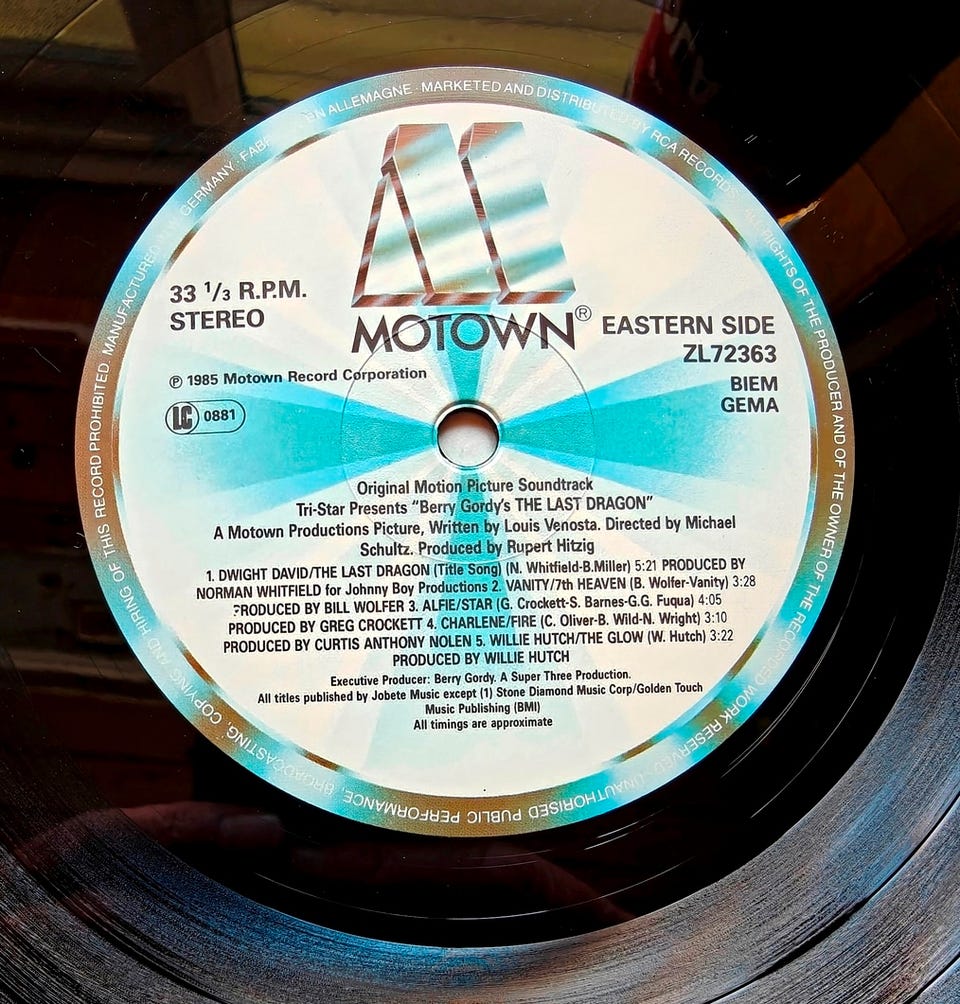 MANUFACTURED GERMANY · FABR EN ALLEMAGNE · MARKETED AND DISTRIBUTED BY RCA RECORDS · ALL RIGHTS OF THE PRODUCER AND OF THE OWNER OF THE RECORDED WORK RESERVED · UNAUTHORISED PUBLIC PERFORMANCE, BROADCASTING, COPYING, AND HIRING OF THIS RECORD PROHIBITED.
MOTOWN®
33 1/3 R.P.M.
STEREO
EASTERN SIDE
ZL72363
℗ 1985 Motown Record Corporation
BIEM
GEMA
LC 0881
Original Motion Picture Soundtrack
Tri-Star Presents “Berry Gordy's THE LAST DRAGON”
A Motown Productions Picture, Written by Louis Venosta. Directed by Michael
Schultz. Produced by Rupert Hitzig
1. DWIGHT DAVID/THE LAST DRAGON (Title Song) (N. Whitfield-B.Miller) 5:21 PRODUCED BY
NORMAN WHITFIELD for Johnny Boy Productions 2. VANITY/7th HEAVEN (B. Wolfer-Vanity) 3:28
PRODUCED BY BILL WOLFER 3. ALFIE/STAR (G. Crockett-S. Barnes-G.G. Fuqua) 4:05
PRODUCED BY GREG CROCKETT 4. CHARLENE/FIRE (C. Oliver-B. Wild-N. Wright) 3:10
PRODUCED BY CURTIS ANTHONY NOLEN 5. WILLIE HUTCH/THE GLOW (W. Hutch) 3:22
PRODUCED BY WILLIE HUTCH
Executive Producer: Berry Gordy. A Super Three Production.
All titles published by Jobete Music except (1) Stone Diamond Music Corp/Golden Touch
Music Publishing (BMI)
All timings are approximate